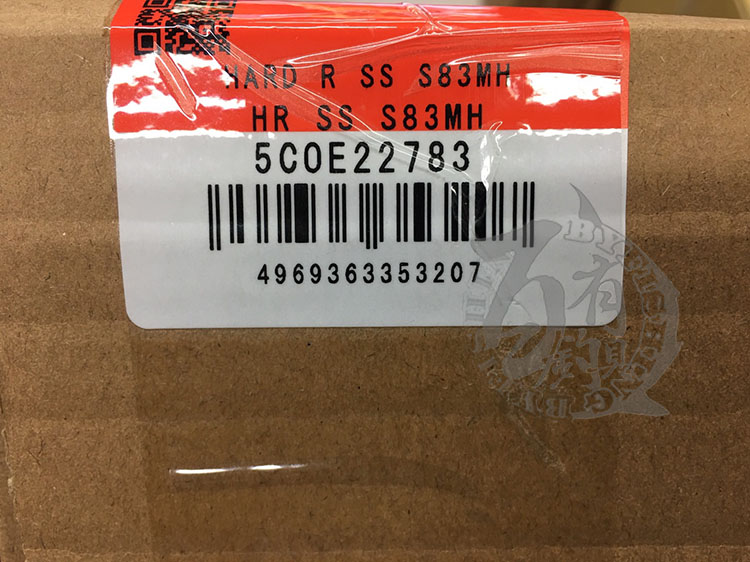 HARD R SS S83MH
HR SS S83MH
5C0E22783
4969363353207